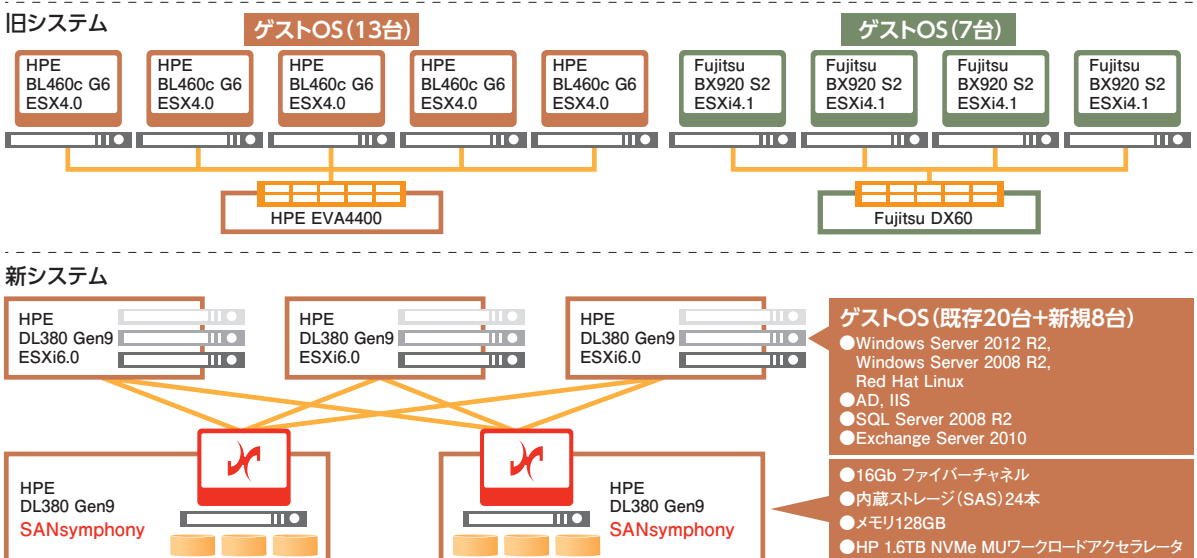 旧システム
ゲストOS(13台)
ゲストOS(7台)
HPE
BL460c G6
ESX4.0
HPE
BL460c G6
ESX4.0
HPE
BL460c G6
ESX4.0
HPE
BL460c G6
ESX4.0
HPE
BL460c G6
ESX4.0
Fujitsu
BX920 S2
ESXi4.1
Fujitsu
BX920 S2
ESXi4.1
Fujitsu
BX920 S2
ESXi4.1
Fujitsu
BX920 S2
ESXi4.1
HPE EVA4400
Fujitsu DX60
新システム
HPE
DL380 Gen9
ESXi6.0
HPE
DL380 Gen9
ESXi6.0
HPE
DL380 Gen9
ESXi6.0
ゲストOS(既存20台+新規8台)
●Windows Server 2012 R2,
Windows Server 2008 R2,
Red Hat Linux
●AD, IIS
●SQL Server 2008 R2
●Exchange Server 2010
HPE
DL380 Gen9
SANsymphony
HPE
DL380 Gen9
SANsymphony
●16Gb ファイバーチャネル
●内蔵ストレージ(SAS)24本
●メモリ128GB
●HP 1.6TB NVMe MUワークロードアクセラレータ